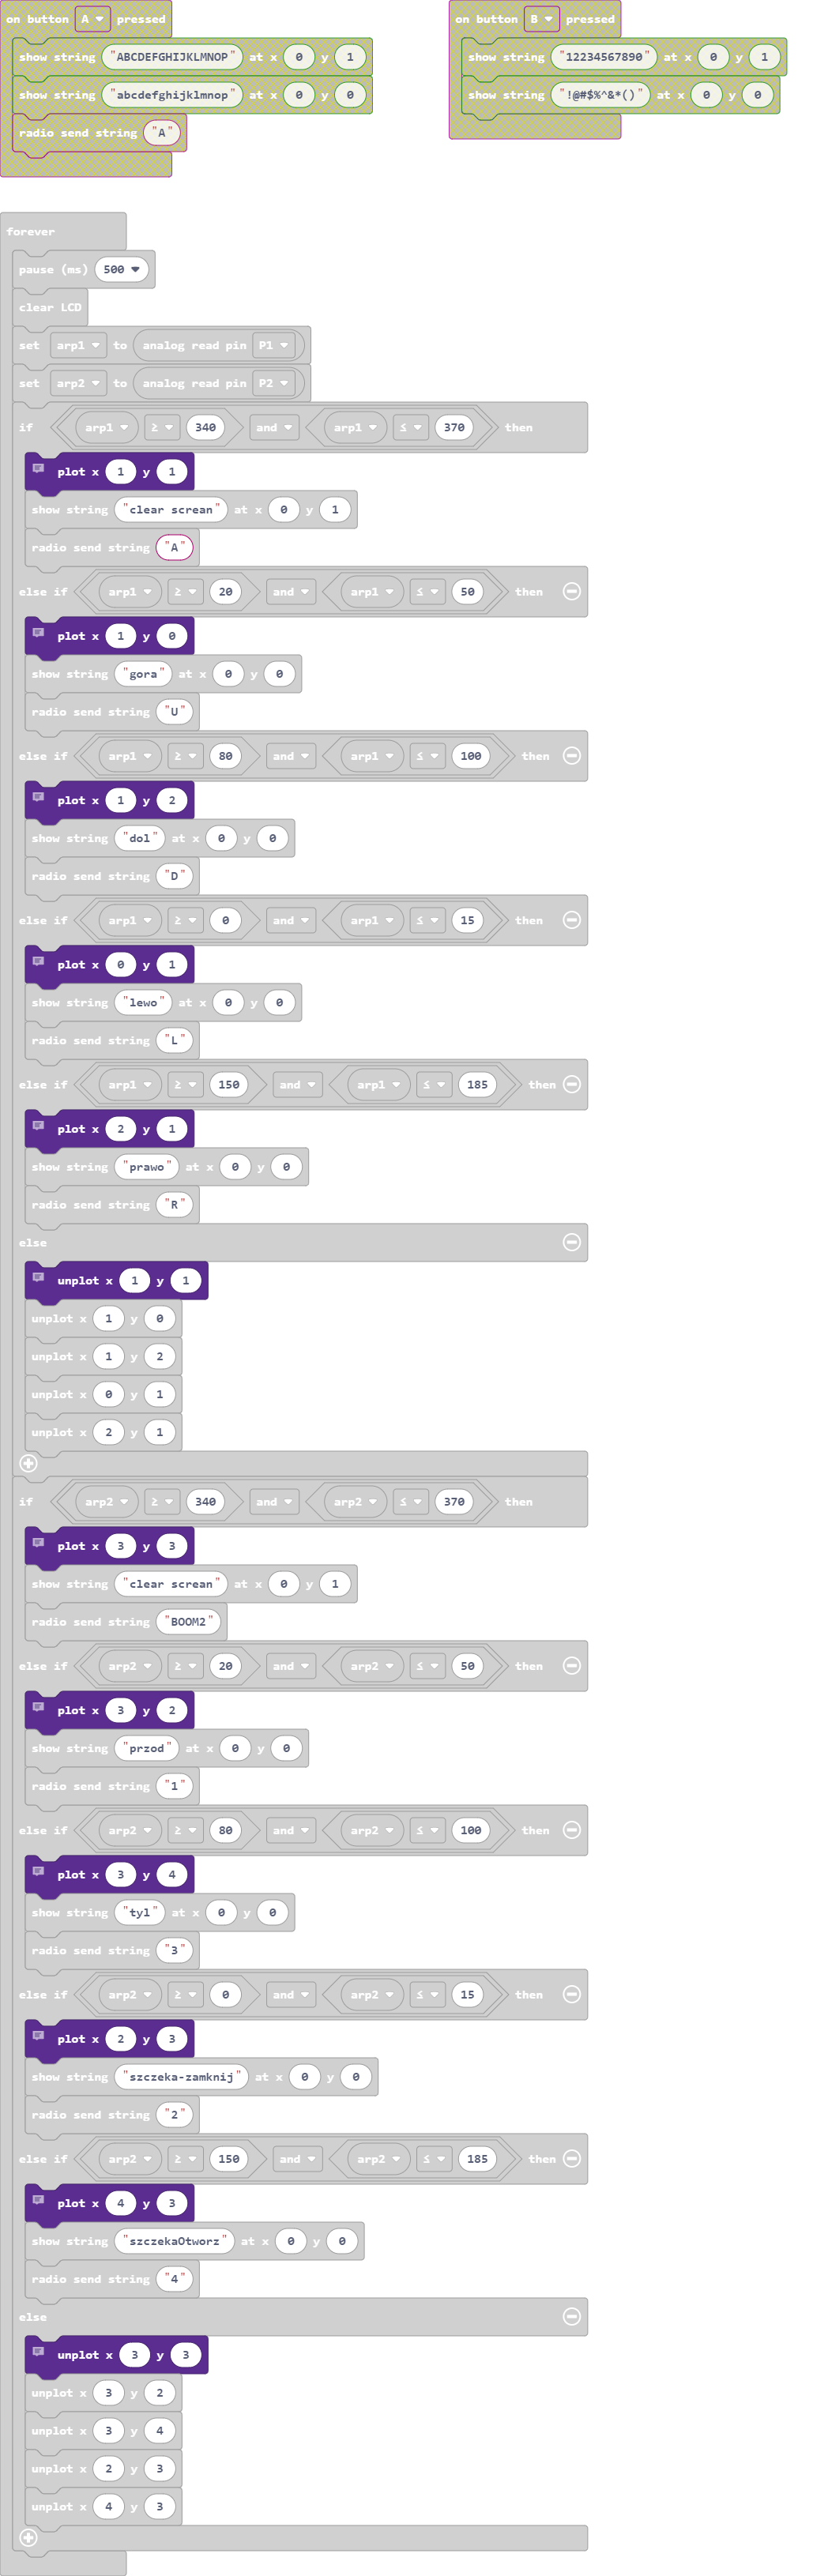 on button A pressed
show string "ABCDEFGHIJKLMNOP" at x 0 y 1
show string "abcdefghijklmnop" at x 0 y 0
radio send string "A"
on button B pressed
show string "12234567890" at x 0 y 1
show string "!@#$%^&*()" at x 0 y 0
forever
pause (ms) 500
clear LCD
set arp1 to analog read pin P1
set arp2 to analog read pin P2
if arp1 ≥ 340 and arp1 ≤ 370 then
plot x 1 y 1
show string "clear screan" at x 0 y 1
radio send string "A"
else if arp1 ≥ 20 and arp1 ≤ 50 then
plot x 1 y 0
show string "gora" at x 0 y 0
radio send string "U"
else if arp1 ≥ 80 and arp1 ≤ 100 then
plot x 1 y 2
show string "dol" at x 0 y 0
radio send string "D"
else if arp1 ≥ 0 and arp1 ≤ 15 then
plot x 0 y 1
show string "lewo" at x 0 y 0
radio send string "L"
else if arp1 ≥ 150 and arp1 ≤ 185 then
plot x 2 y 1
show string "prawo" at x 0 y 0
radio send string "R"
else
unplot x 1 y 1
unplot x 1 y 0
unplot x 1 y 2
unplot x 0 y 1
unplot x 2 y 1
if arp2 ≥ 340 and arp2 ≤ 370 then
plot x 3 y 3
show string "clear screan" at x 0 y 1
radio send string "BOOM2"
else if arp2 ≥ 20 and arp2 ≤ 50 then
plot x 3 y 2
show string "przod" at x 0 y 0
radio send string "1"
else if arp2 ≥ 80 and arp2 ≤ 100 then
plot x 3 y 4
show string "tyl" at x 0 y 0
radio send string "3"
else if arp2 ≥ 0 and arp2 ≤ 15 then
plot x 2 y 3
show string "szczeka-zamknij" at x 0 y 0
radio send string "2"
else if arp2 ≥ 150 and arp2 ≤ 185 then
plot x 4 y 3
show string "szczekaOtworz" at x 0 y 0
radio send string "4"
else
unplot x 3 y 3
unplot x 3 y 2
unplot x 3 y 4
unplot x 2 y 3
unplot x 4 y 3